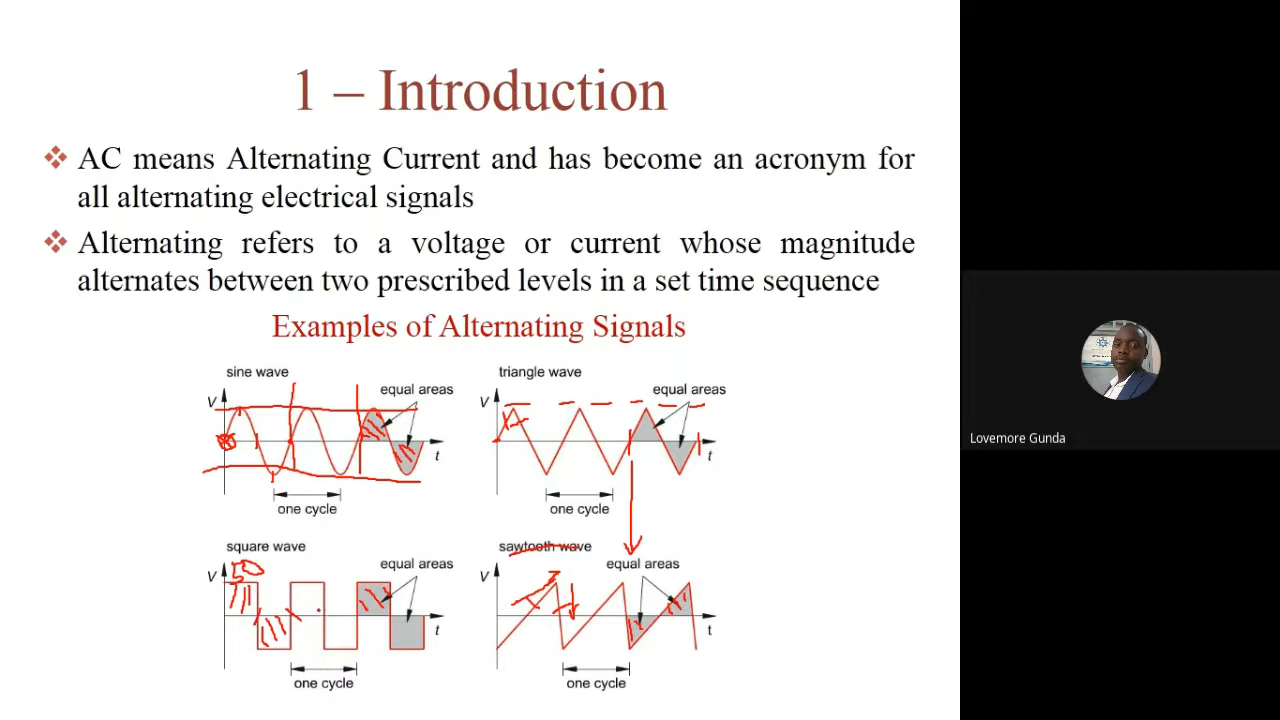 1 – Introduction
❖ AC means Alternating Current and has become an acronym for
all alternating electrical signals
❖ Alternating refers to a voltage or current whose magnitude
alternates between two prescribed levels in a set time sequence
Examples of Alternating Signals
sine wave
V
equal areas
t
one cycle
triangle wave
V
equal areas
t
one cycle
square wave
50
V
equal areas
t
one cycle
sawtooth wave
V
equal areas
t
one cycle
Lovemore Gunda